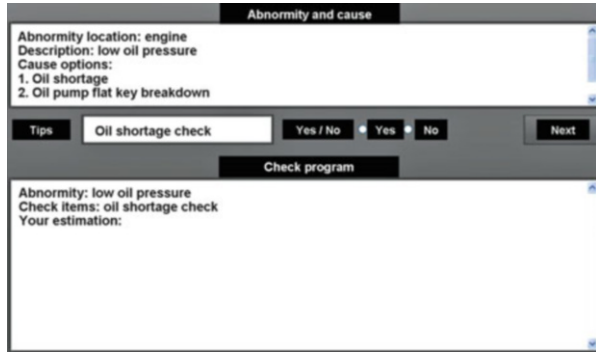 Abnormity and cause
Abnormity location: engine
Description: low oil pressure
Cause options:
1. Oil shortage
2. Oil pump flat key breakdown
Tips Oil shortage check Yes / No Yes No Next
Check program
Abnormity: low oil pressure
Check items: oil shortage check
Your estimation: